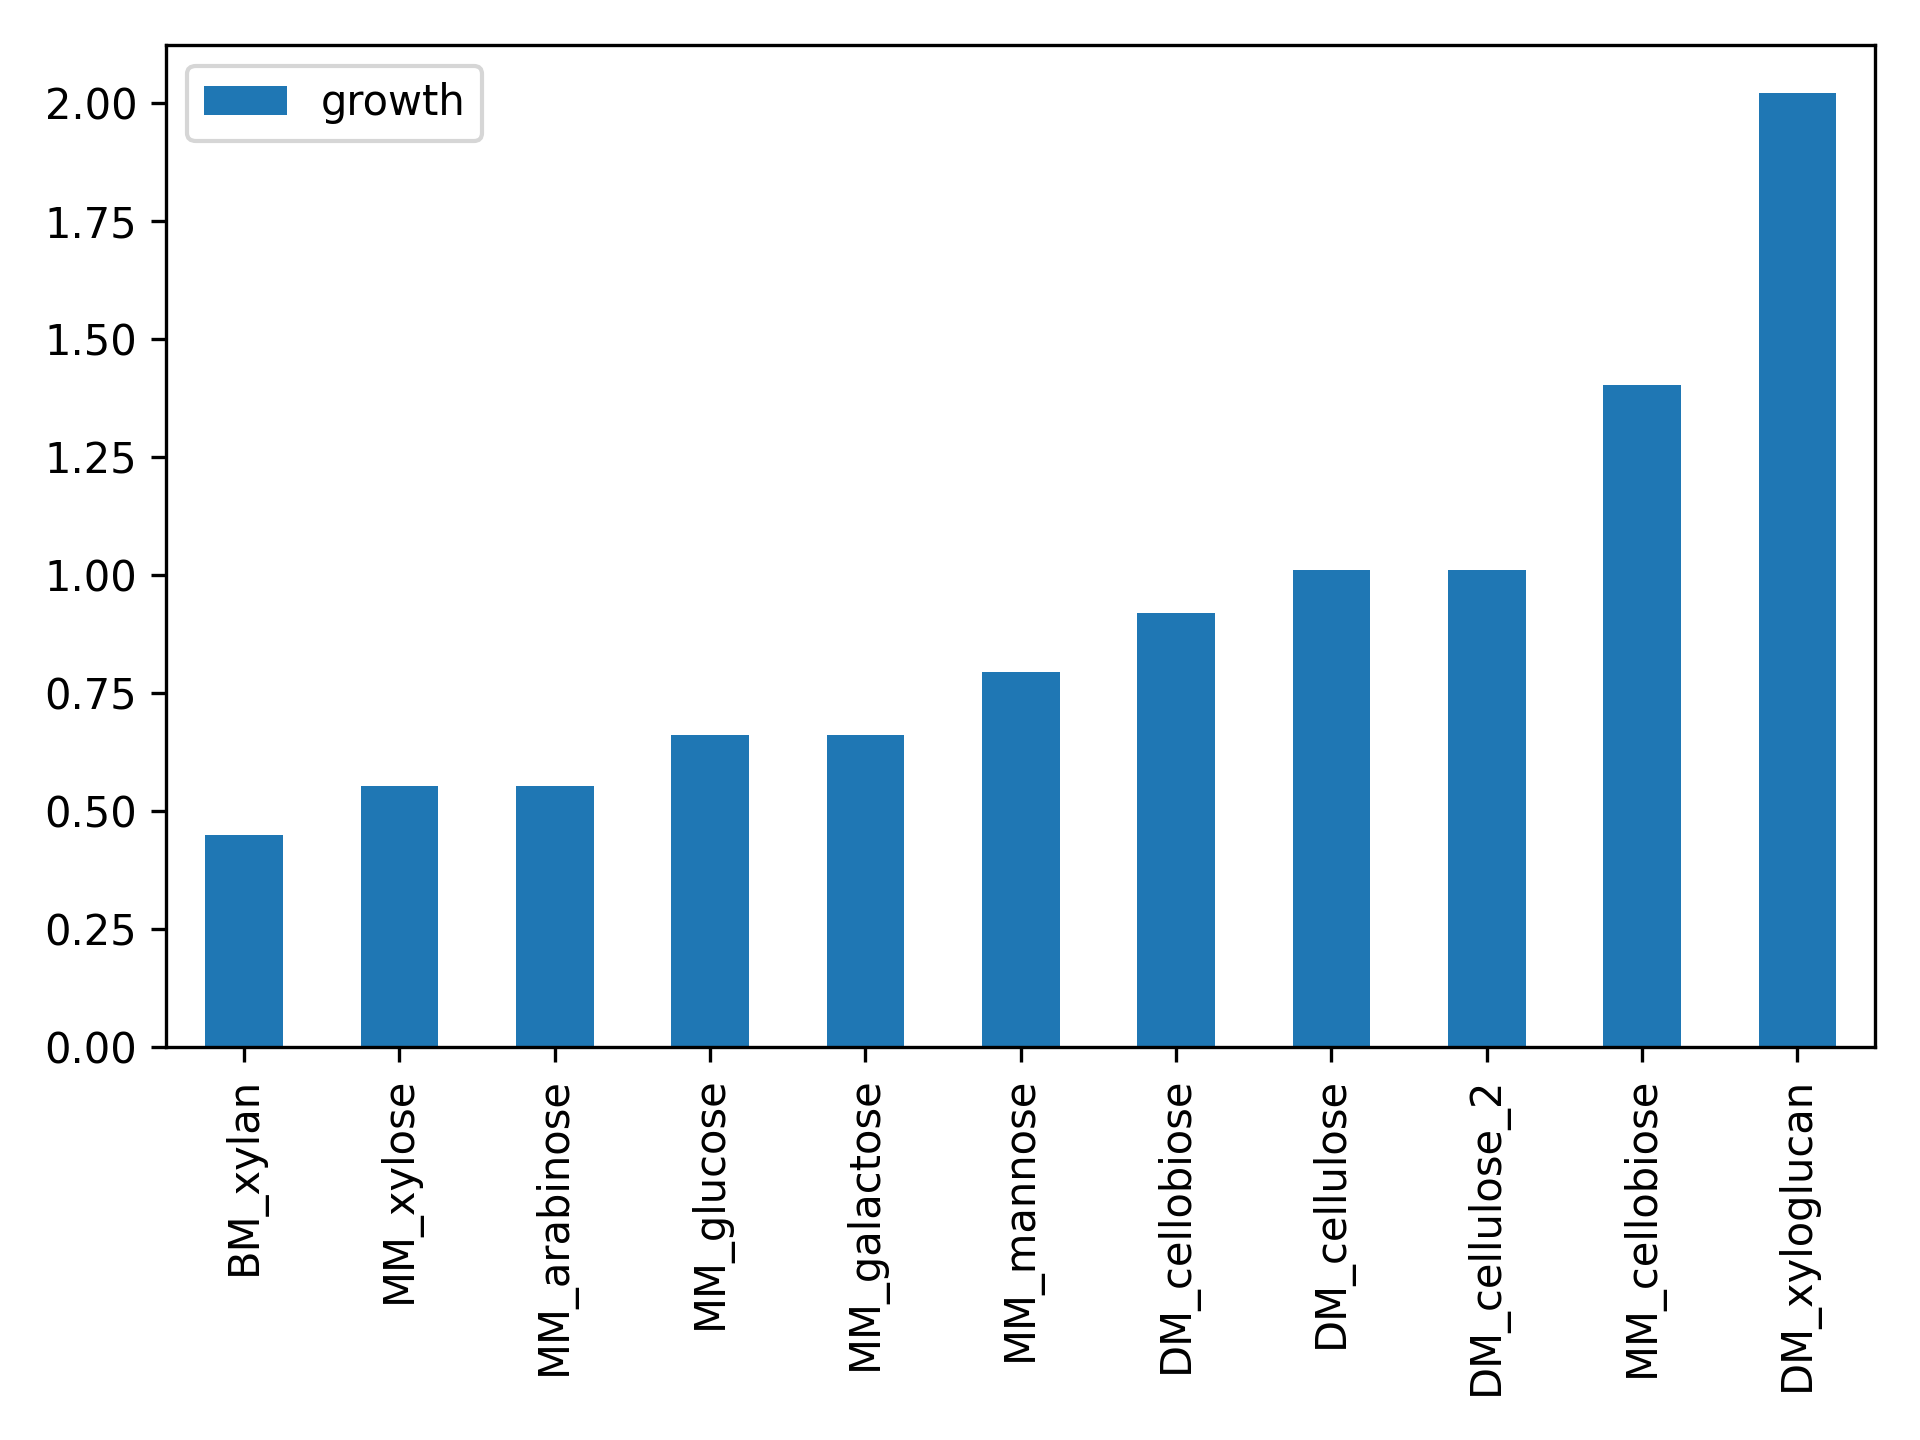 growth
2.00
1.75
1.50
1.25
1.00
0.75
0.50
0.25
0.00
BM_xylan
MM_xylose
MM_arabinose
MM_glucose
MM_galactose
MM_mannose
DM_cellobiose
DM_cellulose
DM_cellulose_2
MM_cellobiose
DM_xyloglucan